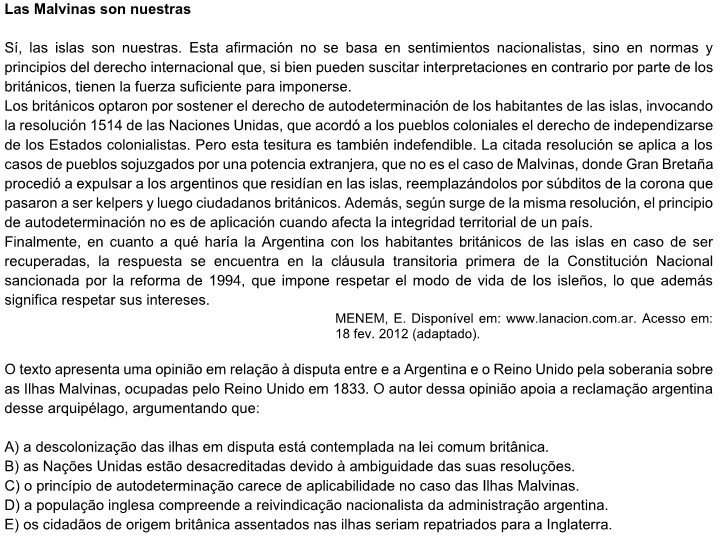 Las Malvinas son nuestras
Sí, las islas son nuestras. Esta afirmación no se basa en sentimientos nacionalistas, sino en normas y
principios del derecho internacional que, si bien pueden suscitar interpretaciones en contrario por parte de los
británicos, tienen la fuerza suficiente para imponerse.
Los británicos optaron por sostener el derecho de autodeterminación de los habitantes de las islas, invocando
la resolución 1514 de las Naciones Unidas, que acordó a los pueblos coloniales el derecho de independizarse
de los Estados colonialistas. Pero esta tesitura es también indefendible. La citada resolución se aplica a los
casos de pueblos sojuzgados por una potencia extranjera, que no es el caso de Malvinas, donde Gran Bretaña
procedió a expulsar a los argentinos que residían en las islas, reemplazándolos por súbditos de la corona que
pasaron a ser kelpers y luego ciudadanos británicos. Además, según surge de la misma resolución, el principio
de autodeterminación no es de aplicación cuando afecta la integridad territorial de un país.
Finalmente, en cuanto a qué haría la Argentina con los habitantes británicos de las islas en caso de ser
recuperadas, la respuesta se encuentra en la cláusula transitoria primera de la Constitución Nacional
sancionada por la reforma de 1994, que impone respetar el modo de vida de los isleños, lo que además
significa respetar sus intereses.
MENEM, E. Disponível em: www.lanacion.com.ar. Acesso em:
18 fev. 2012 (adaptado).
O texto apresenta uma opinião em relação à disputa entre e a Argentina e o Reino Unido pela soberania sobre
as Ilhas Malvinas, ocupadas pelo Reino Unido em 1833. O autor dessa opinião apoia a reclamação argentina
desse arquipélago, argumentando que:
A) a descolonização das ilhas em disputa está contemplada na lei comum britânica.
B) as Nações Unidas estão desacreditadas devido à ambiguidade das suas resoluções.
C) o princípio de autodeterminação carece de aplicabilidade no caso das Ilhas Malvinas.
D) a população inglesa compreende a reivindicação nacionalista da administração argentina.
E) os cidadãos de origem britânica assentados nas ilhas seriam repatriados para a Inglaterra.